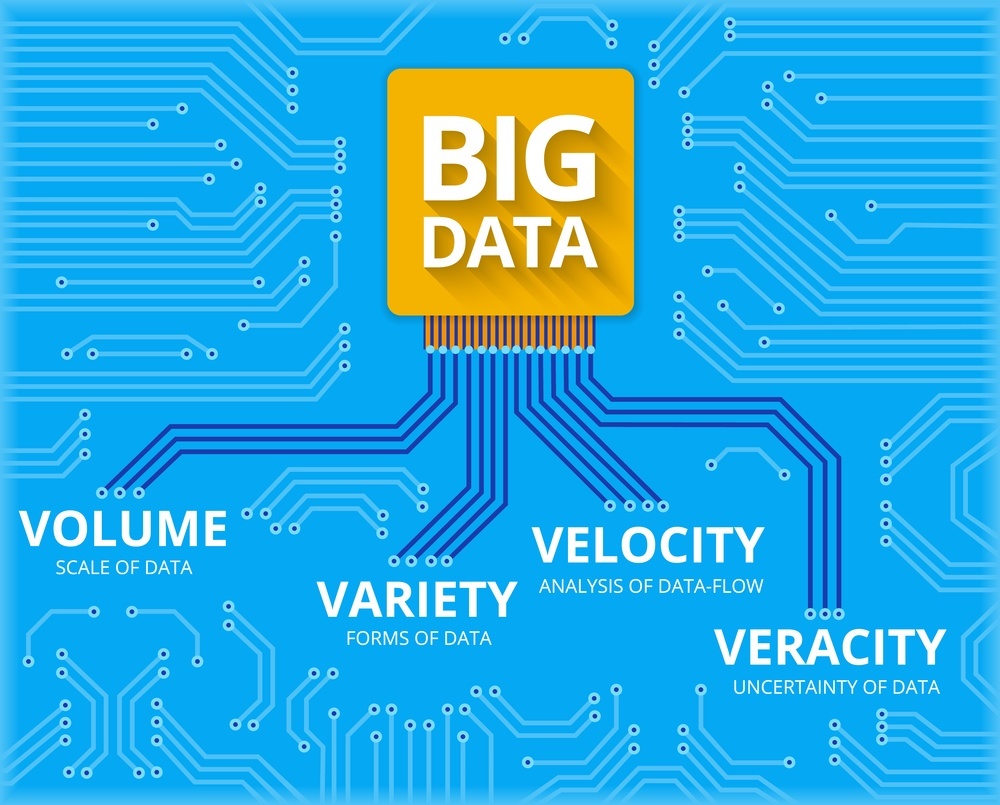 BIG
DATA
VOLUME
SCALE OF DATA
VARIETY
FORMS OF DATA
VELOCITY
ANALYSIS OF DATA-FLOW
VERACITY
UNCERTAINTY OF DATA